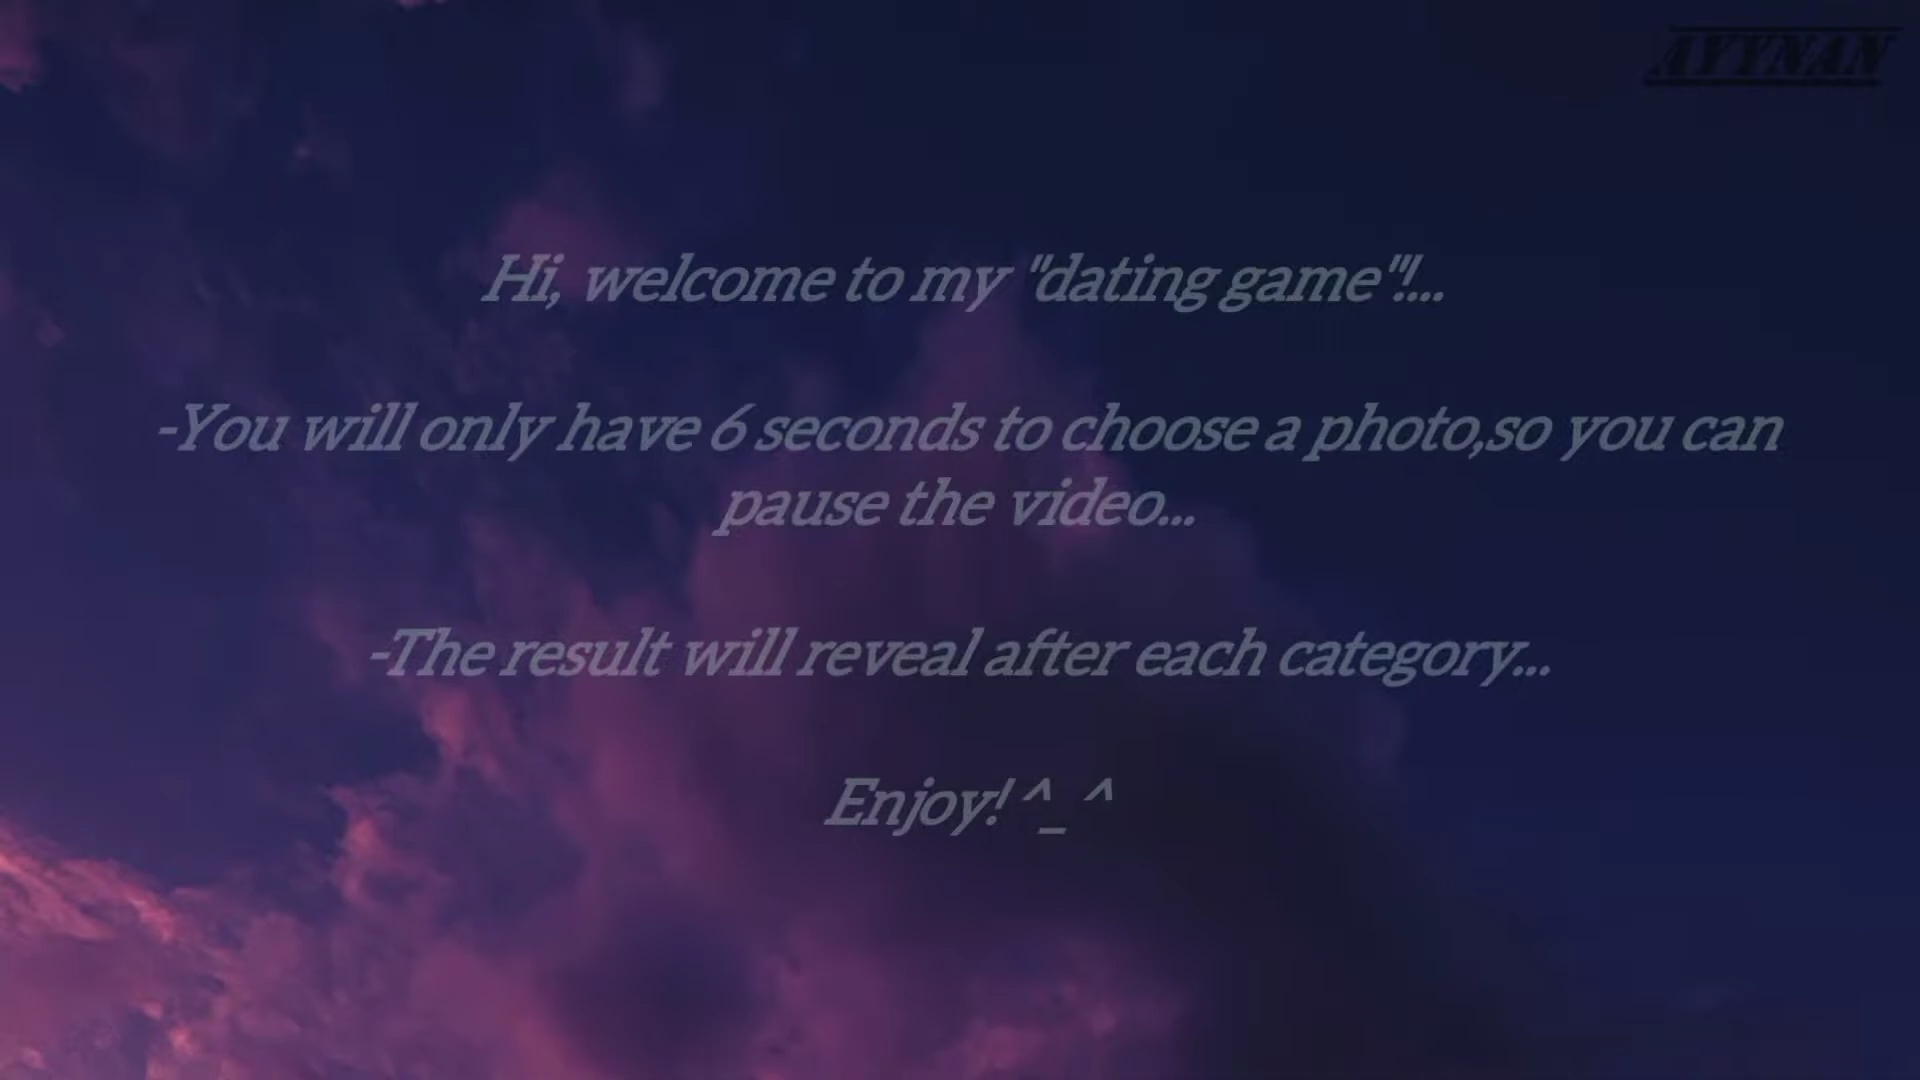 AYYNAN
Hi, welcome to my "dating game"!...
-You will only have 6 seconds to choose a photo,so you can
pause the video...
-The result will reveal after each category...
Enjoy! ^_^